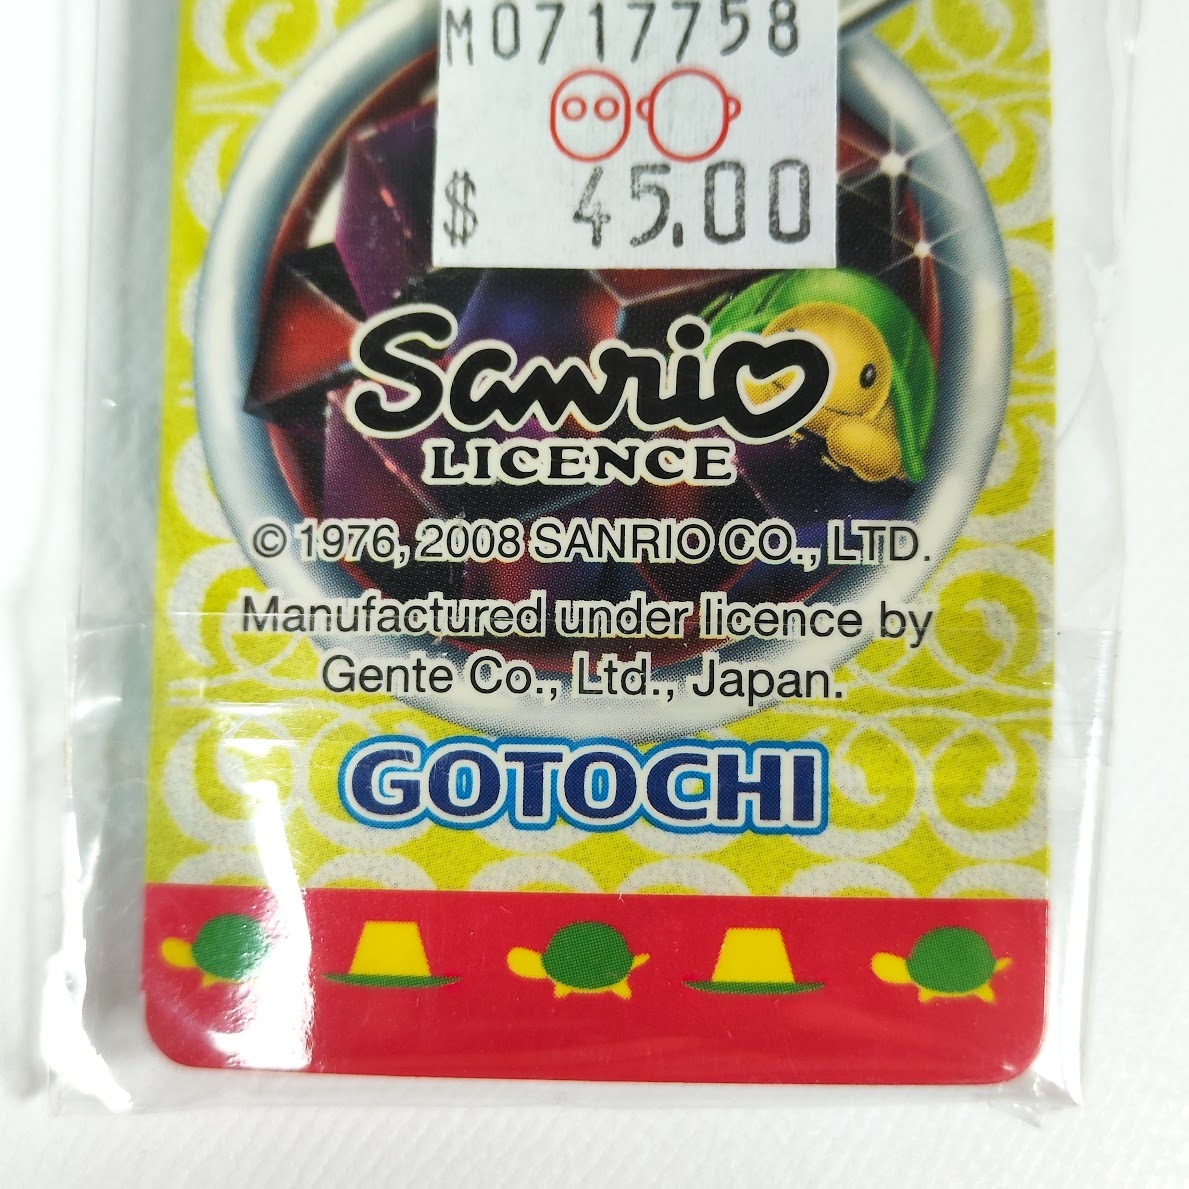 M0717758
$ 45.00
Sanrio
LICENCE
© 1976, 2008 SANRIO CO., LTD.
Manufactured under licence by
Gente Co., Ltd., Japan.
GOTOCHI